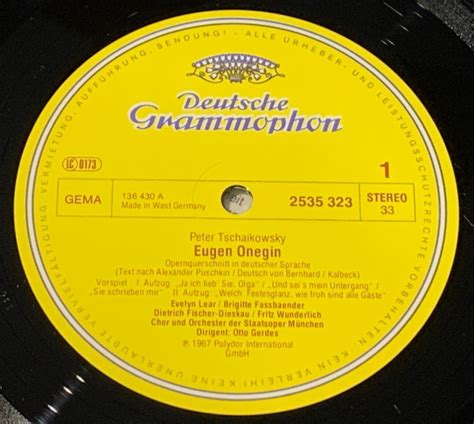 Deutsche
Grammophon
LC 0173
1
GEMA
136 430 A
Made in West Germany
2535 323
STEREO
33
Peter Tschaikowsky
Eugen Onegin
Opernquerschnitt in deutscher Sprache
(Text nach Alexander Puschkin / Deutsch von Bernhard / Kalbeck)
Vorspiel · I. Aufzug: „Ja ich lieb' Sie, Olga" / „Und sei's mein Untergang" /
„Sie schrieben mir" · II. Aufzug: „Welch' Festesglanz, wie froh sind alle Gäste"
Evelyn Lear / Brigitte Fassbaender
Dietrich Fischer-Dieskau / Fritz Wunderlich
Chor und Orchester der Staatsoper München
Dirigent: Otto Gerdes
℗ 1967 Polydor International
GmbH
ALLE URHEBER- UND LEISTUNGSSCHUTZRECHTE VORBEHALTEN
KEIN VERLEIH! KEINE UNERLAUBTE
VERVIELFÄLTIGUNG, VERMIETUNG, AUFFÜHRUNG, SENDUNG!